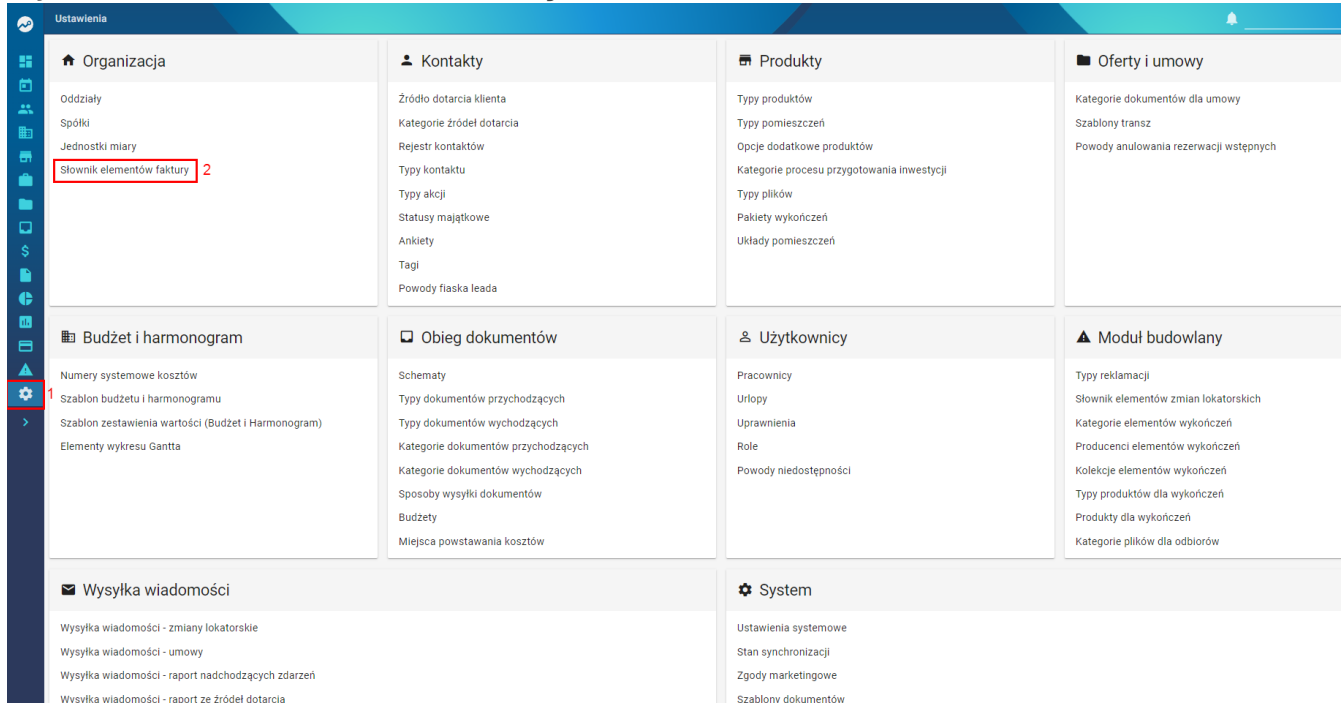 Ustawienia
Organizacja
Oddziały
Spółki
Jednostki miary
Słownik elementów faktury 2
Kontakty
Źródło dotarcia klienta
Kategorie źródeł dotarcia
Rejestr kontaktów
Typy kontaktu
Typy akcji
Statusy majątkowe
Ankiety
Tagi
Powody fiaska leada
Produkty
Typy produktów
Typy pomieszczeń
Opcje dodatkowe produktów
Kategorie procesu przygotowania inwestycji
Typy plików
Pakiety wykończeń
Układy pomieszczeń
Oferty i umowy
Kategorie dokumentów dla umowy
Szablony transz
Powody anulowania rezerwacji wstępnych
Budżet i harmonogram
Numery systemowe kosztów
1 Szablon budżetu i harmonogramu
Szablon zestawienia wartości (Budżet i Harmonogram)
Elementy wykresu Gantta
Obieg dokumentów
Schematy
Typy dokumentów przychodzących
Typy dokumentów wychodzących
Kategorie dokumentów przychodzących
Kategorie dokumentów wychodzących
Sposoby wysyłki dokumentów
Budżety
Miejsca powstawania kosztów
Użytkownicy
Pracownicy
Urlopy
Uprawnienia
Role
Powody niedostępności
Moduł budowlany
Typy reklamacji
Słownik elementów zmian lokatorskich
Kategorie elementów wykończeń
Producenci elementów wykończeń
Kolekcje elementów wykończeń
Typy produktów dla wykończeń
Produkty dla wykończeń
Kategorie plików dla odbiorów
Wysyłka wiadomości
Wysyłka wiadomości - zmiany lokatorskie
Wysyłka wiadomości - umowy
Wysyłka wiadomości - raport nadchodzących zdarzeń
Wysyłka wiadomości - raport ze źródeł dotarcia
System
Ustawienia systemowe
Stan synchronizacji
Zgody marketingowe
Szablony dokumentów